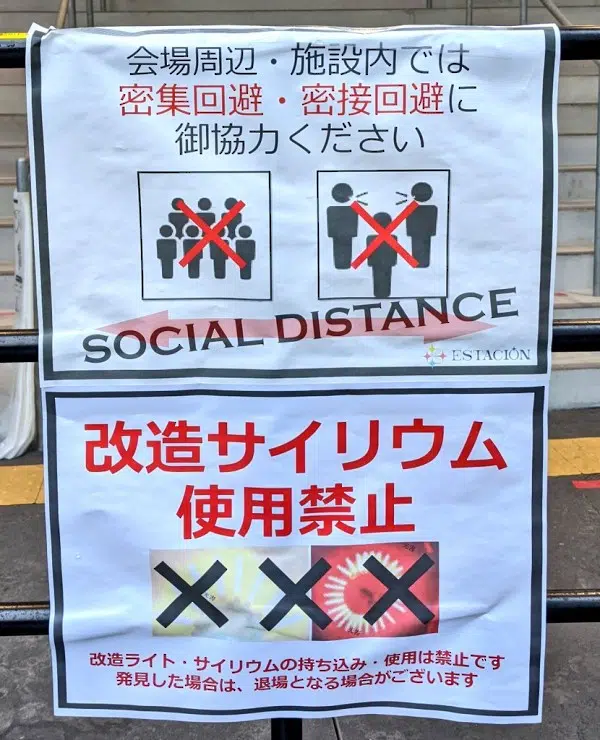 会場周辺・施設内では
密集回避・密接回避に
御協力ください
SOCIAL DISTANCE
ESTACIÓN
改造サイリウム
使用禁止
改造ライト・サイリウムの持ち込み・使用は禁止です
発見した場合は、退場となる場合がございます